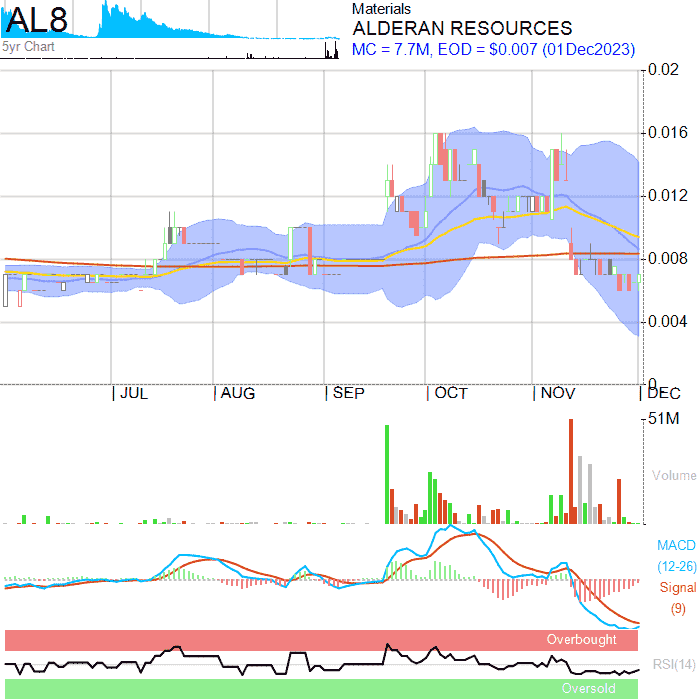 AL8
5yr Chart
Materials
ALDERAN RESOURCES
MC = 7.7M, EOD = $0.007 (01Dec2023)
0.02
0.016
0.012
0.008
0.004
0
JUL AUG SEP OCT NOV DEC
51M
Volume
MACD
(12-26)
Signal
(9)
Overbought
RSI(14)
Oversold